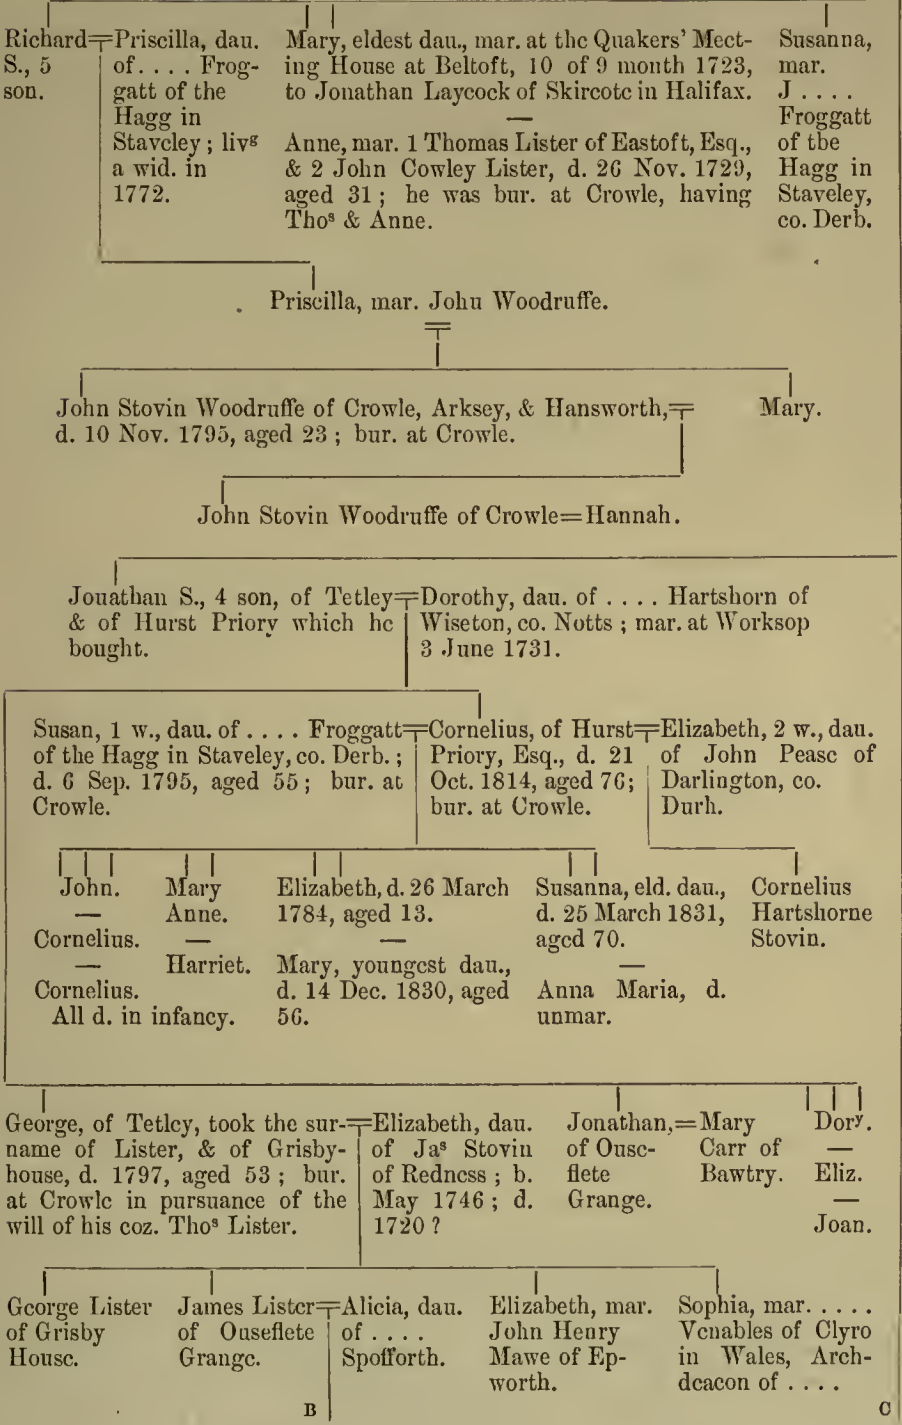 Richard=Priscilla, dau.
S., 5
son.
of. . . . Frog-
gatt of the
Hagg in
Staveley; livᵍ
a wid. in
1772.
Mary, eldest dau., mar. at the Quakers' Meet-
ing House at Beltoft, 10 of 9 month 1723,
to Jonathan Laycock of Skircote in Halifax.
—
Anne, mar. 1 Thomas Lister of Eastoft, Esq.,
& 2 John Cowley Lister, d. 26 Nov. 1729,
aged 31; he was bur. at Crowle, having
Thoˢ & Anne.
Susanna,
mar.
J . . . .
Froggatt
of the
Hagg in
Staveley,
co. Derb.
Priscilla, mar. John Woodruffe.
John Stovin Woodruffe of Crowle, Arksey, & Hansworth,=
d. 10 Nov. 1795, aged 23; bur. at Crowle.
Mary.
John Stovin Woodruffe of Crowle=Hannah.
Jonathan S., 4 son, of Tetley=Dorothy, dau. of . . . . Hartshorn of
& of Hurst Priory which he
bought.
Wiseton, co. Notts; mar. at Worksop
3 June 1731.
Susan, 1 w., dau. of . . . . Froggatt=Cornelius, of Hurst=Elizabeth, 2 w., dau.
of the Hagg in Staveley, co. Derb.;
d. 6 Sep. 1795, aged 55; bur. at
Crowle.
Priory, Esq., d. 21
Oct. 1814, aged 76;
bur. at Crowle.
of John Pease of
Darlington, co.
Durh.
John.
—
Cornelius.
—
Cornelius.
Mary
Anne.
—
Harriet.
All d. in infancy.
Elizabeth, d. 26 March
1784, aged 13.
—
Mary, youngest dau.,
d. 14 Dec. 1830, aged
56.
Susanna, eld. dau.,
d. 25 March 1831,
aged 70.
—
Anna Maria, d.
unmar.
Cornelius
Hartshorne
Stovin.
George, of Tetley, took the sur-=Elizabeth, dau.
name of Lister, & of Grisby-
house, d. 1797, aged 53; bur.
at Crowle in pursuance of the
will of his coz. Thoˢ Lister.
of Jaˢ Stovin
of Redness; b.
May 1746; d.
1720?
Jonathan,=Mary
of Ouse-
flete
Grange.
Carr of
Bawtry.
Dorʸ.
—
Eliz.
—
Joan.
George Lister
of Grisby
House.
James Lister=Alicia, dau.
of Ouseflete
Grange.
of . . . .
Spofforth.
Elizabeth, mar.
John Henry
Mawe of Ep-
worth.
Sophia, mar. . . . .
Venables of Clyro
in Wales, Arch-
deacon of . . . .
B
C